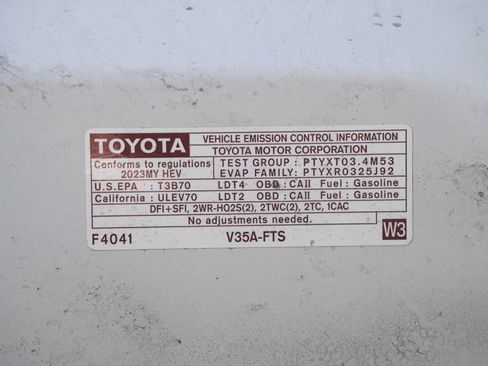 TOYOTA
VEHICLE EMISSION CONTROL INFORMATION
TOYOTA MOTOR CORPORATION
Conforms to regulations
2023MY HEV
TEST GROUP : PTYXT03.4M53
EVAP FAMILY: PTYXR0325J92
U.S.EPA : T3B70 LDT4 OBD : CAII Fuel : Gasoline
California : ULEV70 LDT2 OBD : CAII Fuel : Gasoline
DFI+SFI, 2WR-HO2S(2), 2TWC(2), 2TC, 1CAC
No adjustments needed.
F4041 V35A-FTS W3